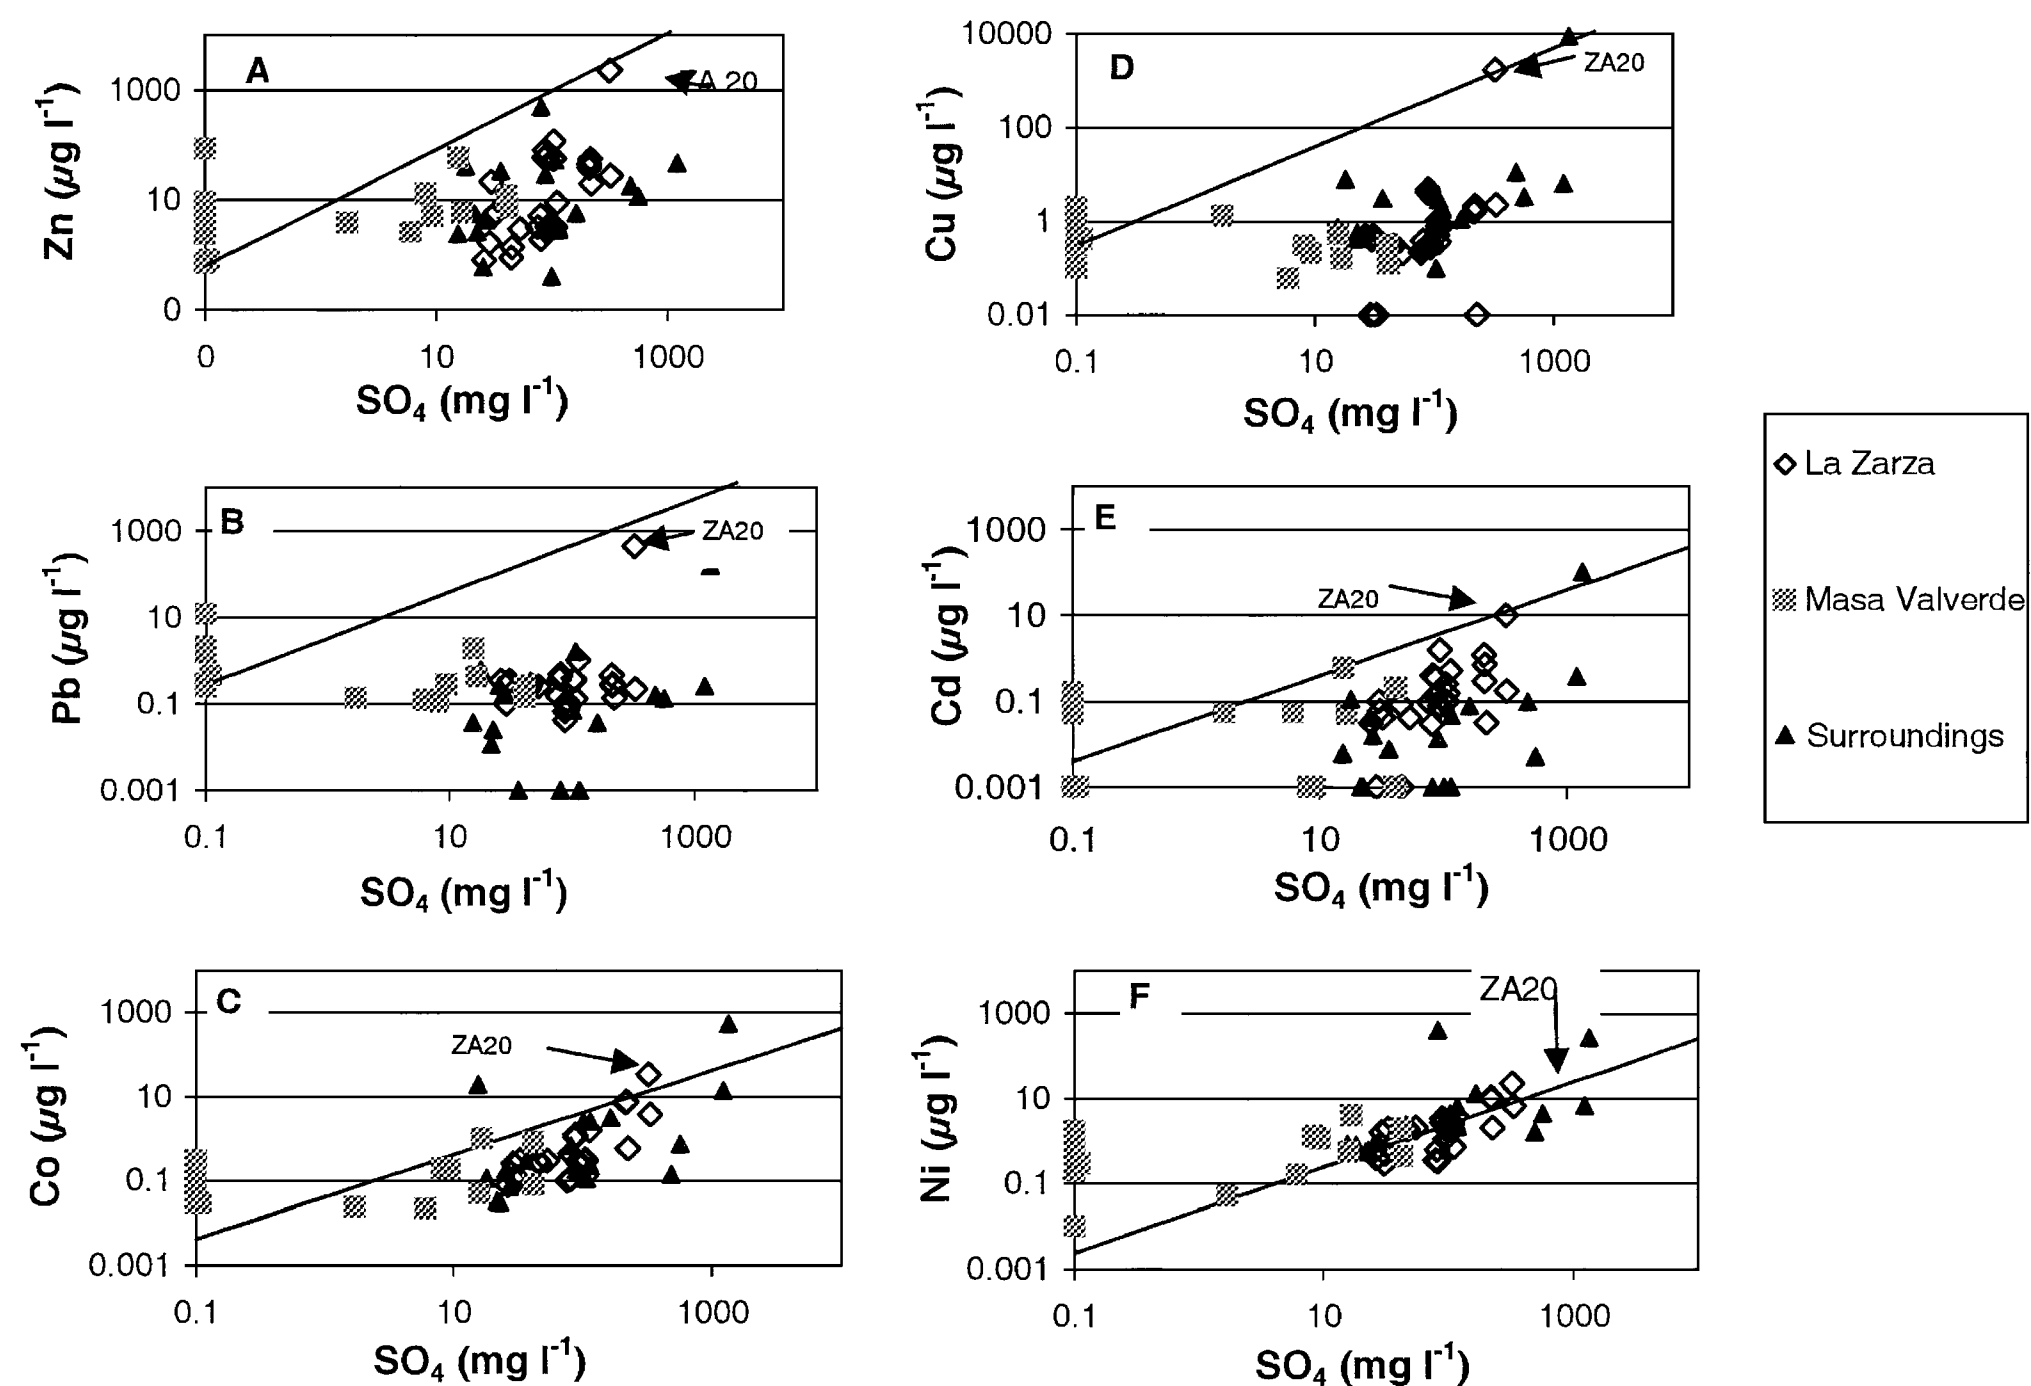 A
ZA 20
1000
10
0
Zn (µg l-1)
0 10 1000
SO4 (mg l-1)
D
ZA20
10000
100
1
0.01
Cu (µg l-1)
0.1 10 1000
SO4 (mg l-1)
B
ZA20
1000
10
0.1
0.001
Pb (µg l-1)
0.1 10 1000
SO4 (mg l-1)
E
ZA20
1000
10
0.1
0.001
Cd (µg l-1)
0.1 10 1000
SO4 (mg l-1)
C
ZA20
1000
10
0.1
0.001
Co (µg l-1)
0.1 10 1000
SO4 (mg l-1)
F
ZA20
1000
10
0.1
0.001
Ni (µg l-1)
0.1 10 1000
SO4 (mg l-1)
La Zarza
Masa Valverde
Surroundings